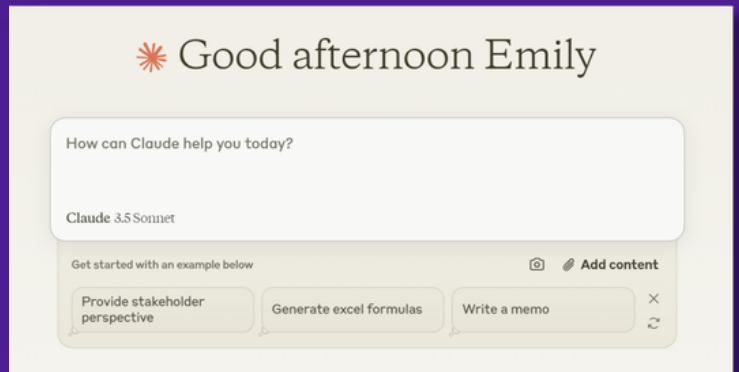 Good afternoon Emily
How can Claude help you today?
Claude 3.5 Sonnet
Get started with an example below
Add content
Provide stakeholder
perspective
Generate excel formulas
Write a memo